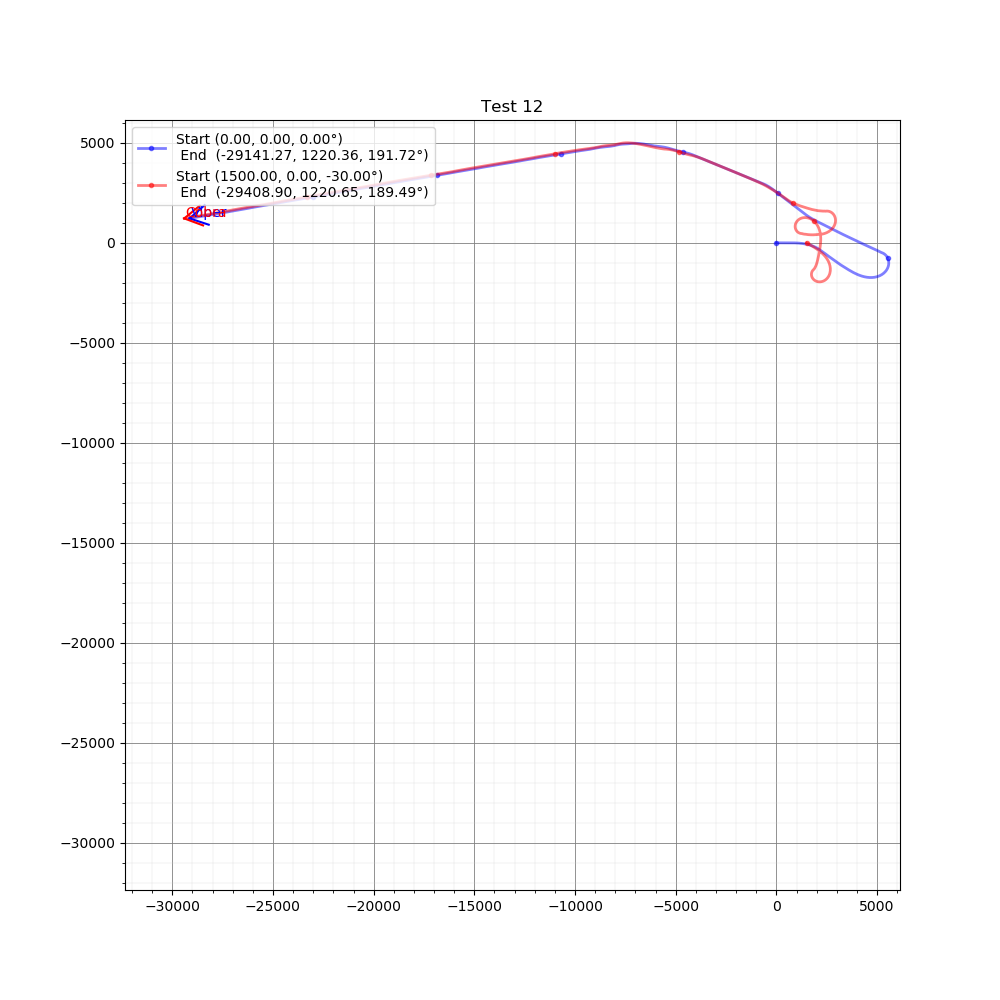 Test 12
Start (0.00, 0.00, 0.00°)
End (-29141.27, 1220.36, 191.72°)
Start (1500.00, 0.00, -30.00°)
End (-29408.90, 1220.65, 189.49°)
5000
0
−5000
−10000
−15000
−20000
−25000
−30000
−30000 −25000 −20000 −15000 −10000 −5000 0 5000